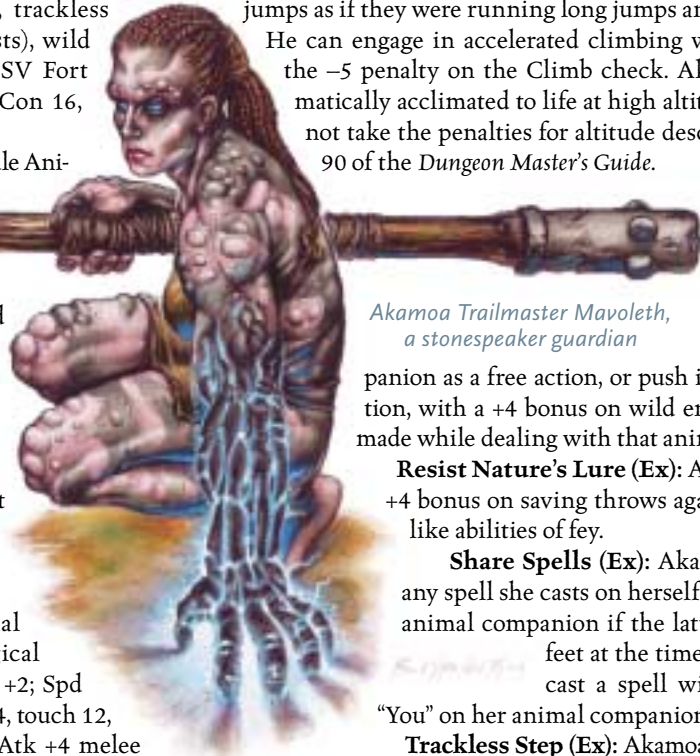 , trackless
sts), wild
SV Fort
Con 16,
le Ani-
d
t
al
ical
+2; Spd
4, touch 12,
Atk +4 melee
jumps as if they were running long jumps an
He can engage in accelerated climbing w
the –5 penalty on the Climb check. Al
matically acclimated to life at high altit
not take the penalties for altitude desc
90 of the Dungeon Master's Guide.
Akamoa Trailmaster Mavoleth,
a stonespeaker guardian
panion as a free action, or push i
tion, with a +4 bonus on wild em
made while dealing with that anim
Resist Nature's Lure (Ex): A
+4 bonus on saving throws aga
like abilities of fey.
Share Spells (Ex): Aka
any spell she casts on herself
animal companion if the lat
feet at the time
cast a spell wi
"You" on her animal companion
Trackless Step (Ex): Akamoa